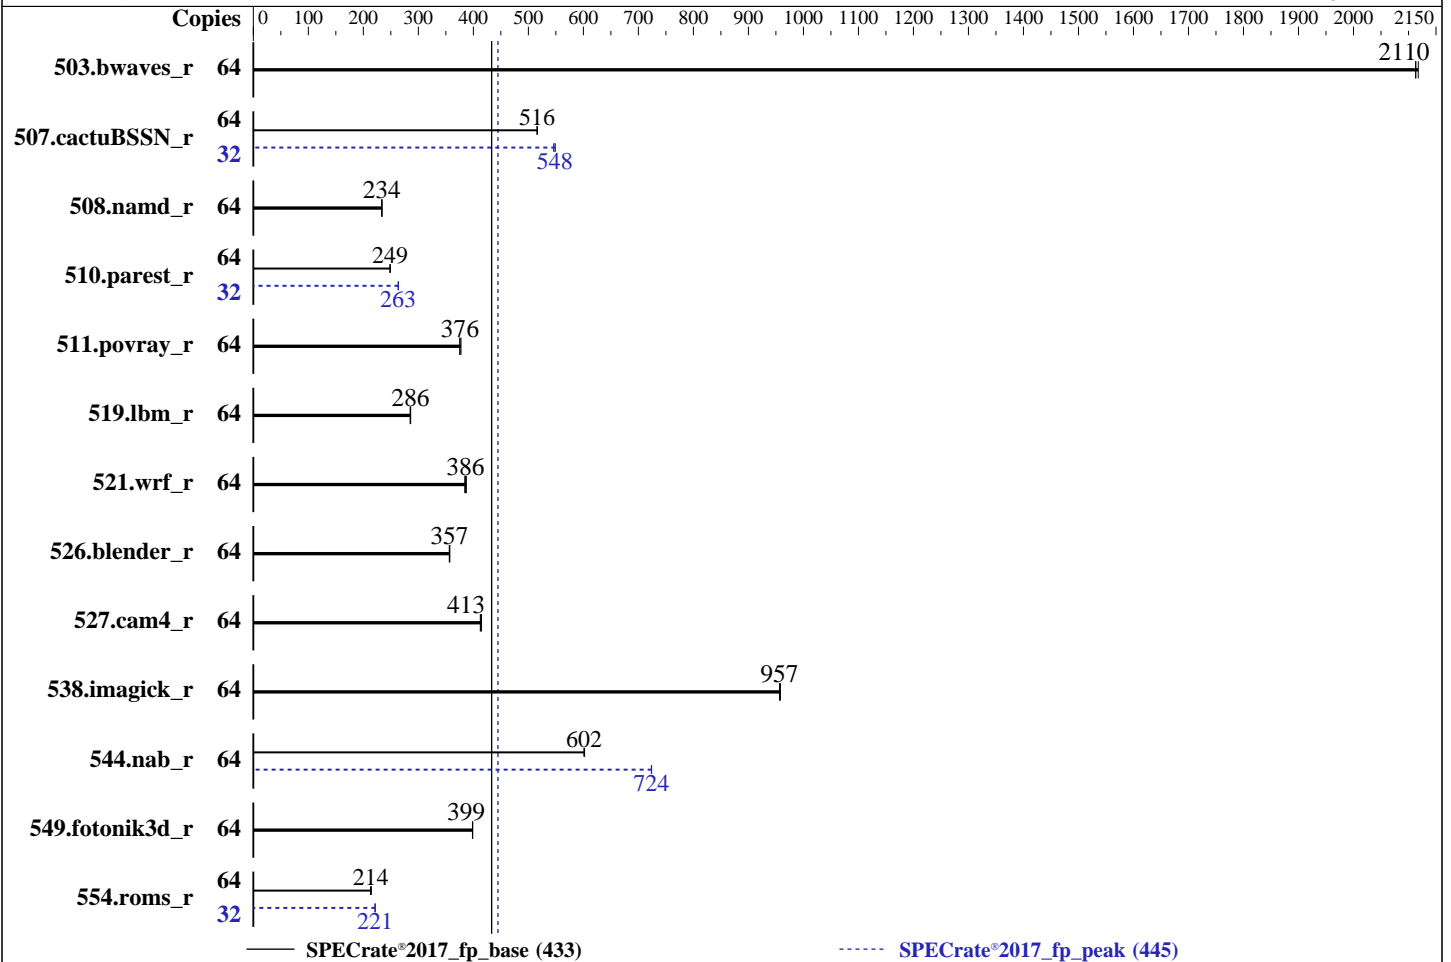 Copies 0 100 200 300 400 500 600 700 800 900 1000 1100 1200 1300 1400 1500 1600 1700 1800 1900 2000 2150
503.bwaves_r 64 2110
507.cactuBSSN_r 64 516
32 548
508.namd_r 64 234
510.parest_r 64 249
32 263
511.povray_r 64 376
519.lbm_r 64 286
521.wrf_r 64 386
526.blender_r 64 357
527.cam4_r 64 413
538.imagick_r 64 957
544.nab_r 64 602
724
549.fotonik3d_r 64 399
554.roms_r 64 214
32 221
SPECrate®2017_fp_base (433) SPECrate®2017_fp_peak (445)